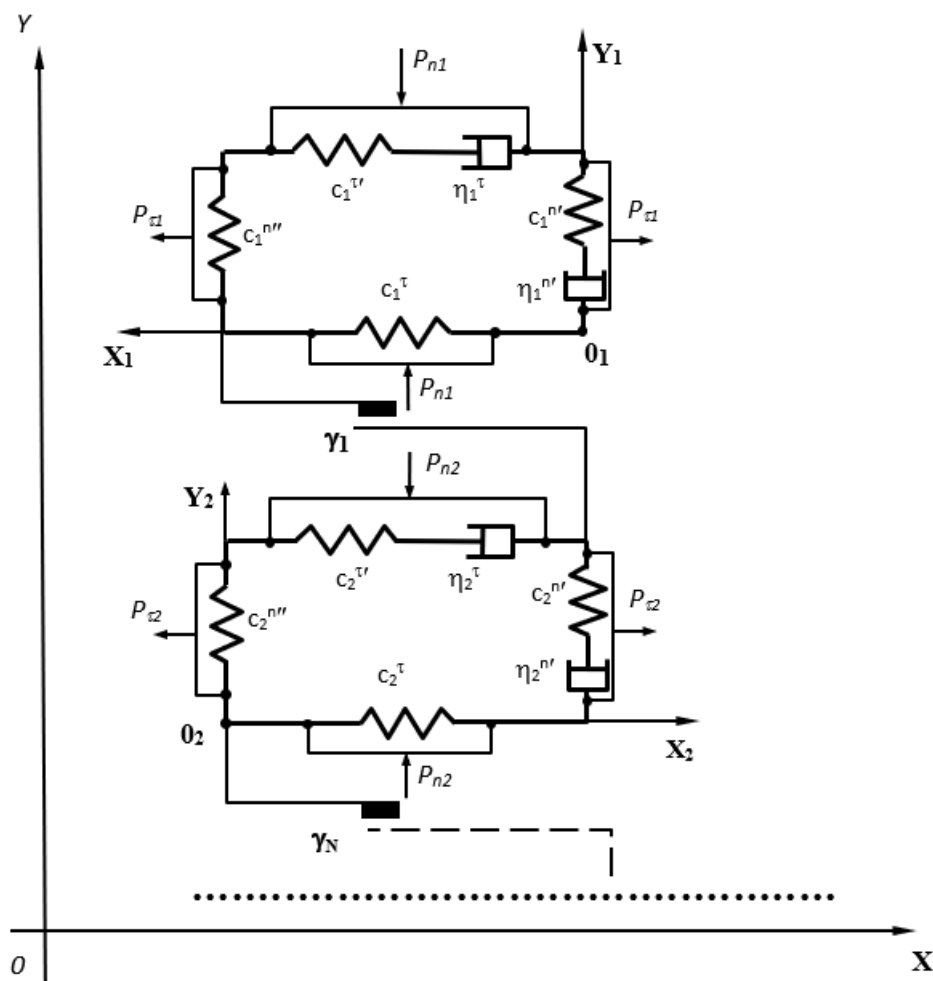 Y
Y₁
Pn1
c₁τ′ η₁τ
c₁n′
Pτ1 c₁n″ Pτ1
c₁τ η₁n′
X₁ 0₁
Pn1
γ₁
Pn2
Y₂
c₂τ′ η₂τ
c₂n′
Pτ2 c₂n″ Pτ2
c₂τ η₂n′
0₂ X₂
Pn2
γN
0 X